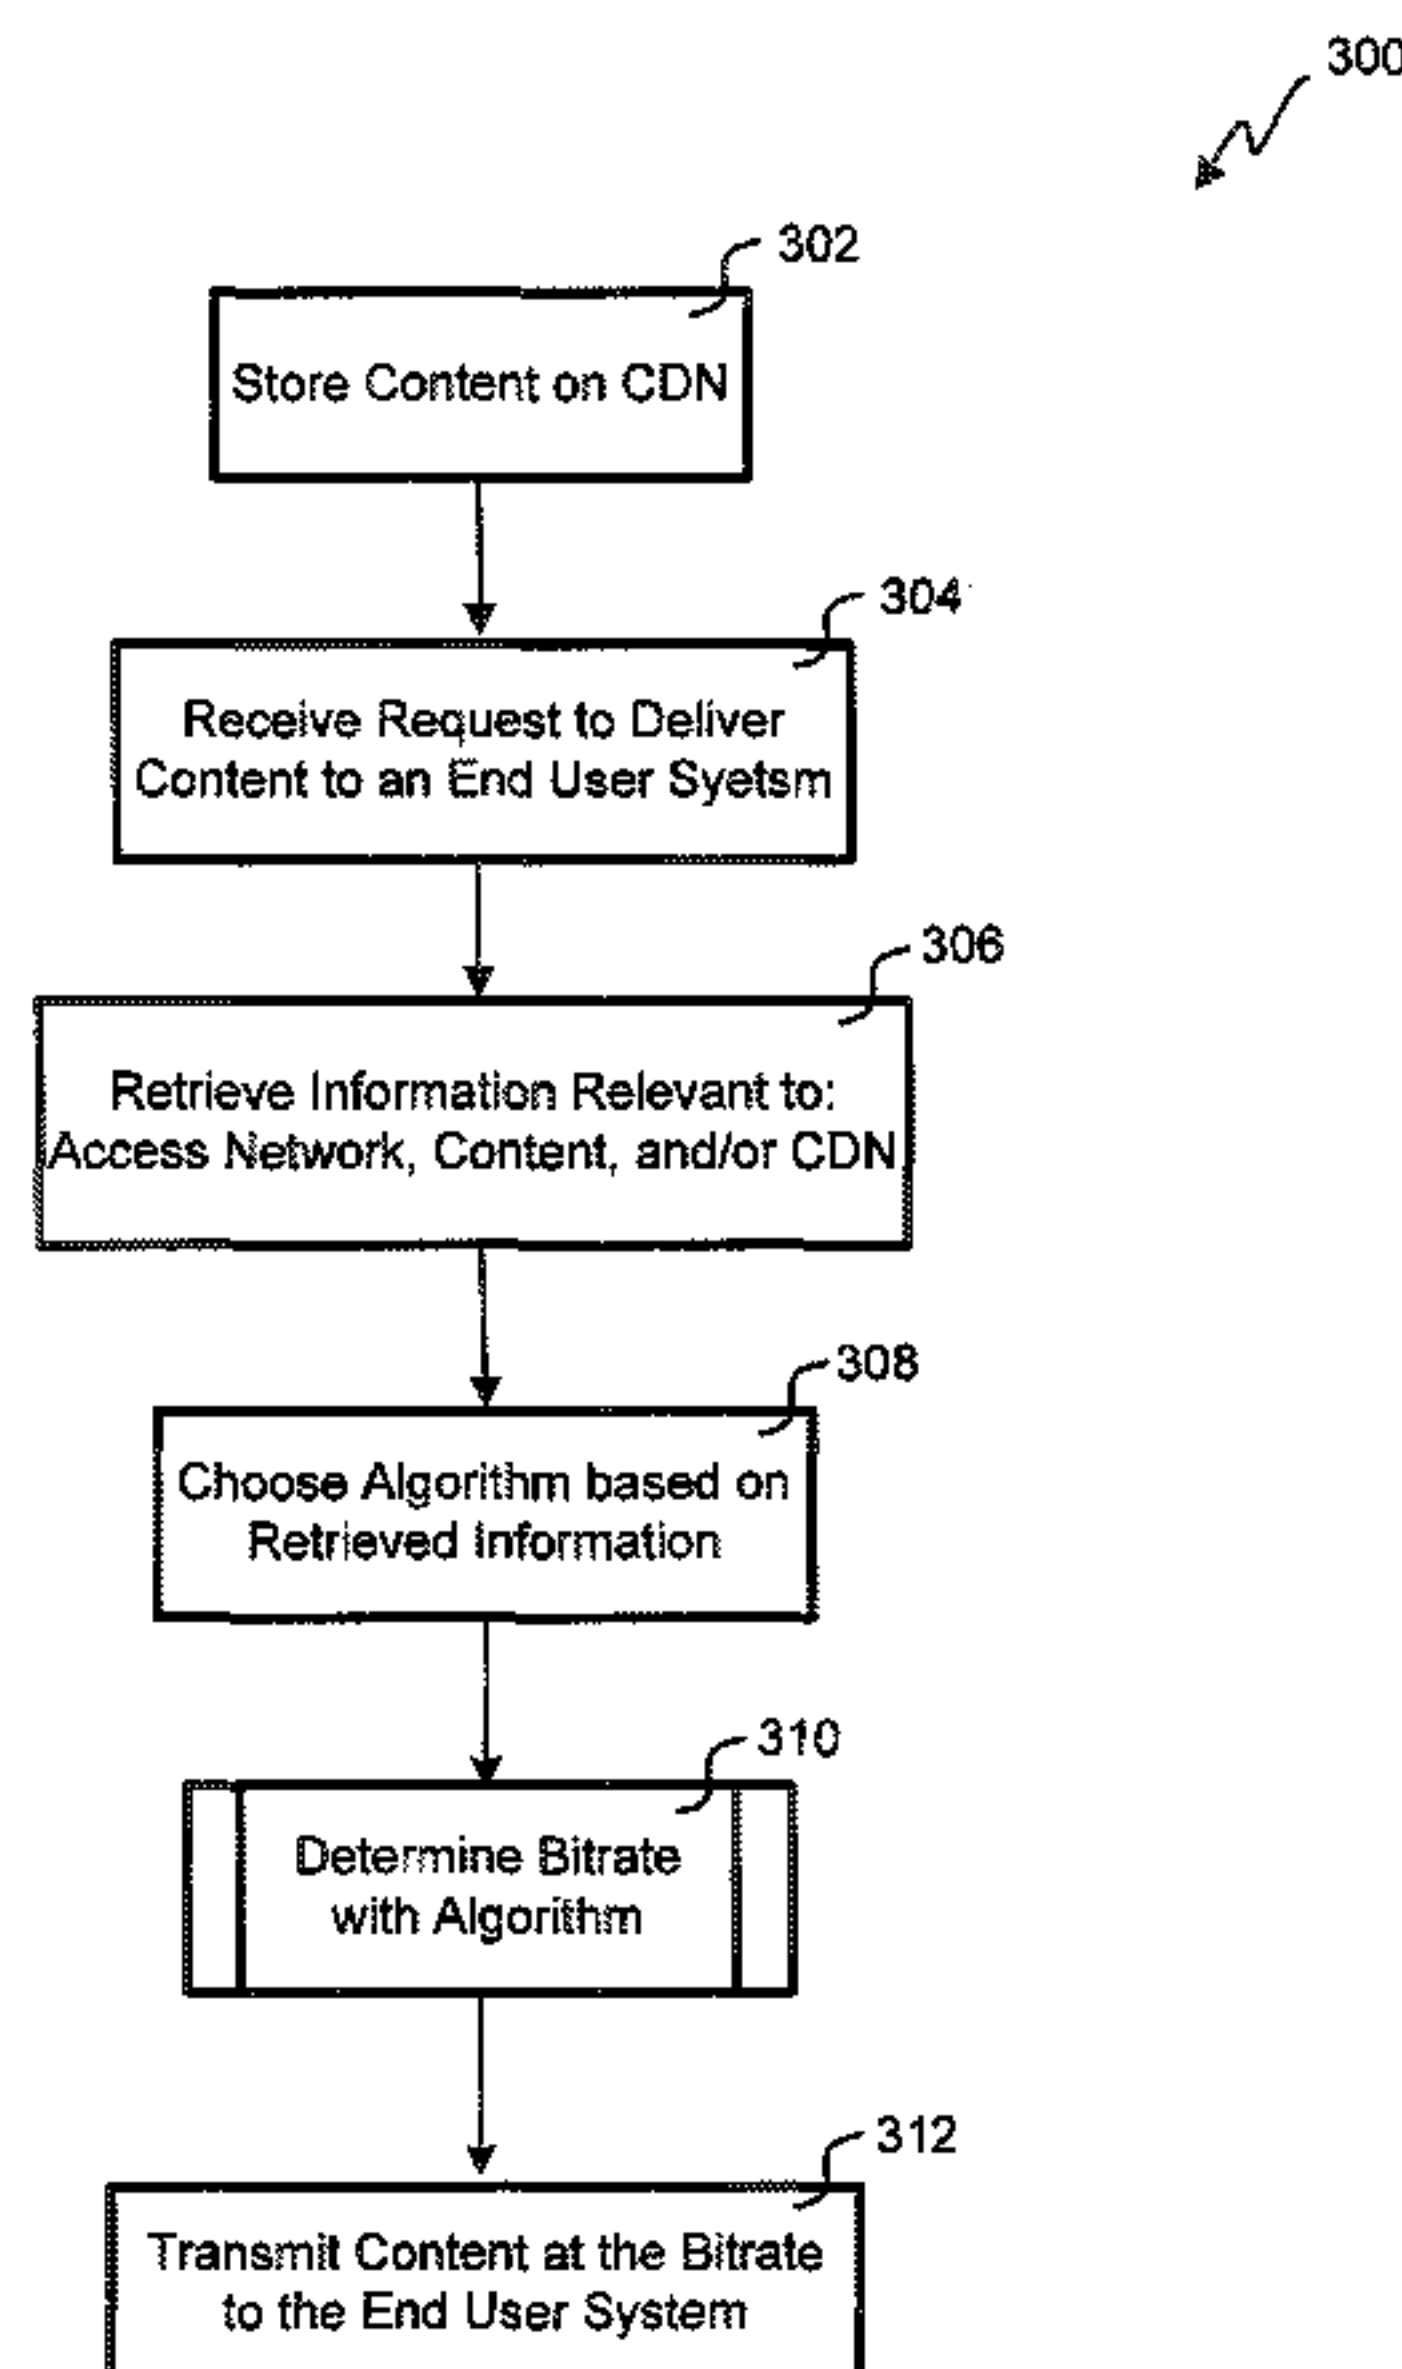 300
302
Store Content on CDN
304
Receive Request to Deliver
Content to an End User Syetsm
306
Retrieve Information Relevant to:
Access Network, Content, and/or CDN
308
Choose Algorithm based on
Retrieved Information
310
Determine Bitrate
with Algorithm
312
Transmit Content at the Bitrate
to the End User System